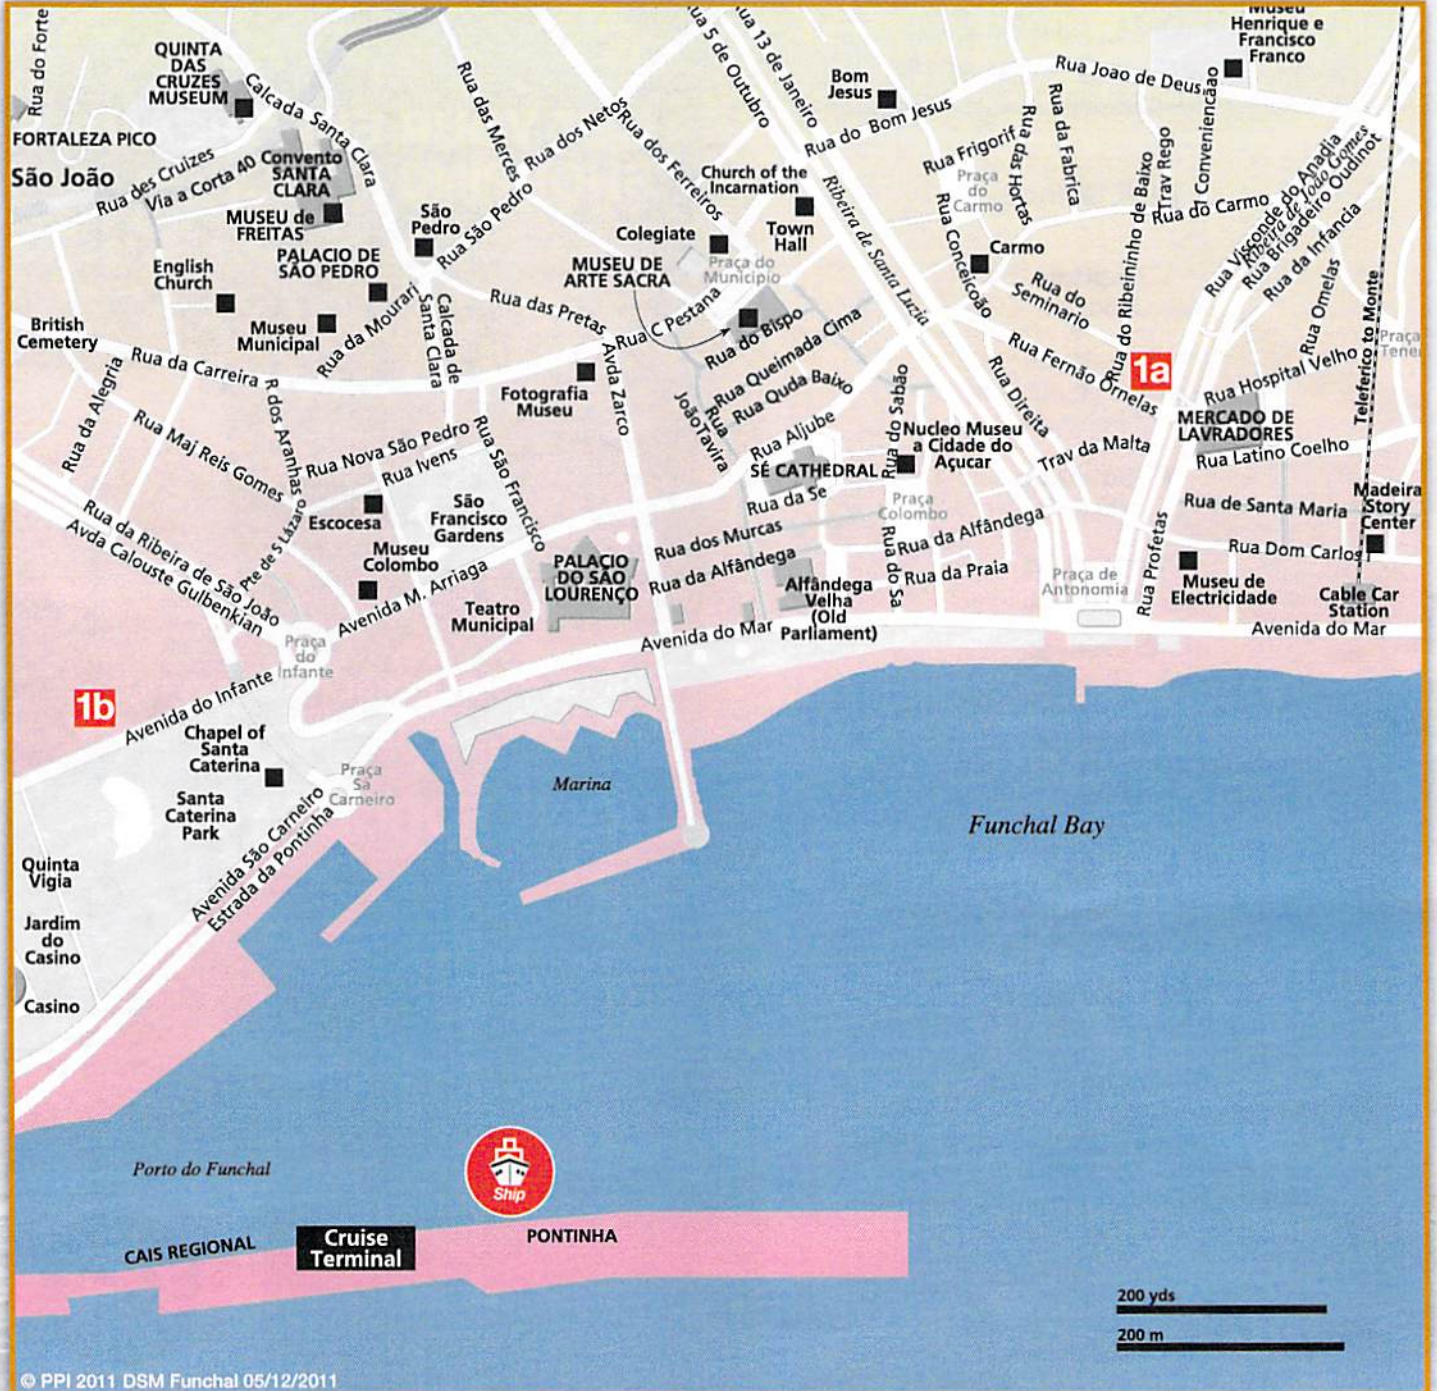 Rua do Forte
QUINTA
DAS
CRUZES
MUSEUM
Calcada Santa Clara
Rua das Merces
Rua dos Netos
Rua dos Ferreiros
ua 5 de Outubro
ua 13 de Janeiro
Bom
Jesus
Rua do Bom Jesus
Rua Joao de Deus
Museu
Henrique e
Francisco
Franco
FORTALEZA PICO
São João
Rua des Cruizes
Via a Corta 40
Convento
SANTA
CLARA
MUSEU de
FREITAS
PALACIO DE
SÃO PEDRO
São
Pedro
Rua São Pedro
Church of the
Incarnation
Town
Hall
Colegiate
Praça do
Municipio
MUSEU DE
ARTE SACRA
Ribeira de Santa Luzia
Rua Frigorif
Praça
do
Carmo
Rua das Hortas
Rua da Fabrica
Rua do Ribeininho de Baixo
Trav Rego
1 Convenienciãao
Rua do Carmo
Rua Visconde do Anadia
Ribeira de João Gomes
Rua Brigadeiro Oudinot
Rua da Infancia
Rua Ornelas
Teleferico to Monte
Praça
Tener
Rua Conceicoão
Carmo
Rua do
Seminario
English
Church
British
Cemetery
Museu
Municipal
Rua da Mourari
Calcada de
Santa Clara
Rua das Pretas
Rua C Pestana
Rua do Bispo
Rua Queimada Cima
Rua Quda Baixo
Rua da Carreira
Rua da Alegria
Rua Maj Reis Gomes
R dos Aranhas
Fotografia
Museu
Avda Zarco
Rua
JoãoTavira
Rua Aljube
Rua do Sabão
Rua Direita
Rua Fernão Ornelas
1a
Rua Hospital Velho
MERCADO DE
LAVRADORES
Rua Latino Coelho
Trav da Malta
Nucleo Museu
a Cidade do
Açucar
SÉ CATHEDRAL
Rua da Se
Praça
Colombo
Rua Nova São Pedro
Rua Ivens
Rua São Francisco
São
Francisco
Gardens
Escocesa
Museu
Colombo
Rua da Ribeira de São João
Avda Calouste Gulbenkian
Pte de S Lázaro
Avenida M. Arriaga
Teatro
Municipal
PALACIO
DO SÃO
LOURENÇO
Rua dos Murcas
Rua da Alfândega
Alfândega
Velha
(Old
Parliament)
Rua do Sa
Rua da Alfândega
Rua da Praia
Praça de
Antonomia
Rua Profetas
Rua de Santa Maria
Rua Dom Carlos
Madeira
Story
Center
Museu de
Electricidade
Cable Car
Station
Avenida do Mar
Avenida do Mar
Praça
do
Infante
1b
Avenida do Infante
Chapel of
Santa
Caterina
Santa
Caterina
Park
Praça
Sa
Carneiro
Avenida São Carneiro
Estrada da Pontinha
Quinta
Vigia
Jardim
do
Casino
Casino
Marina
Funchal Bay
Porto do Funchal
Ship
CAIS REGIONAL
Cruise
Terminal
PONTINHA
200 yds
200 m
© PPI 2011 DSM Funchal 05/12/2011